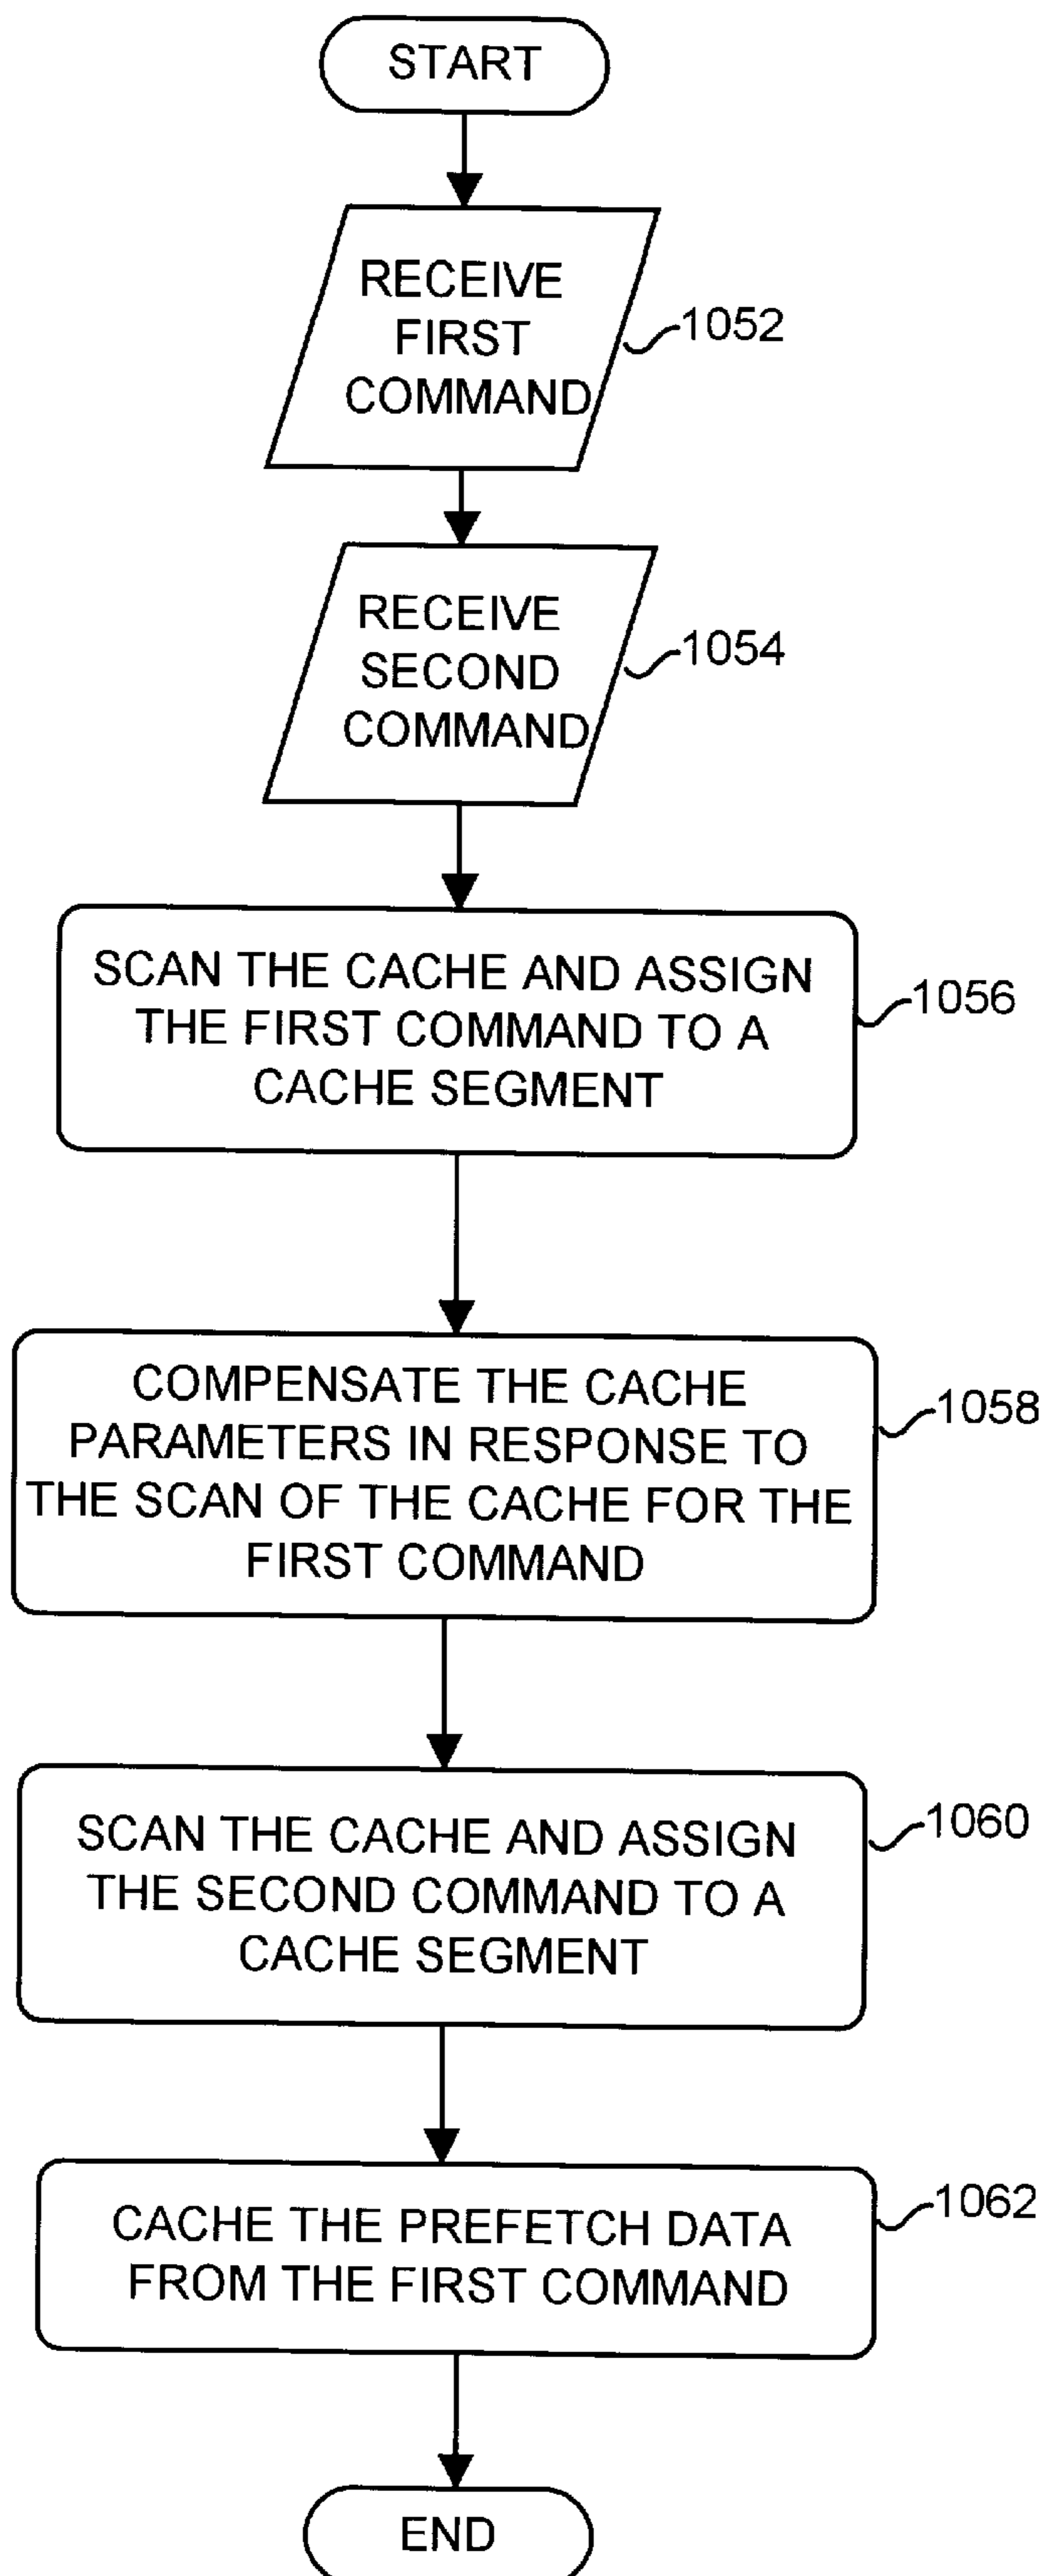 START
RECEIVE
FIRST
COMMAND
1052
RECEIVE
SECOND
COMMAND
1054
SCAN THE CACHE AND ASSIGN
THE FIRST COMMAND TO A
CACHE SEGMENT
1056
COMPENSATE THE CACHE
PARAMETERS IN RESPONSE TO
THE SCAN OF THE CACHE FOR THE
FIRST COMMAND
1058
SCAN THE CACHE AND ASSIGN
THE SECOND COMMAND TO A
CACHE SEGMENT
1060
CACHE THE PREFETCH DATA
FROM THE FIRST COMMAND
1062
END